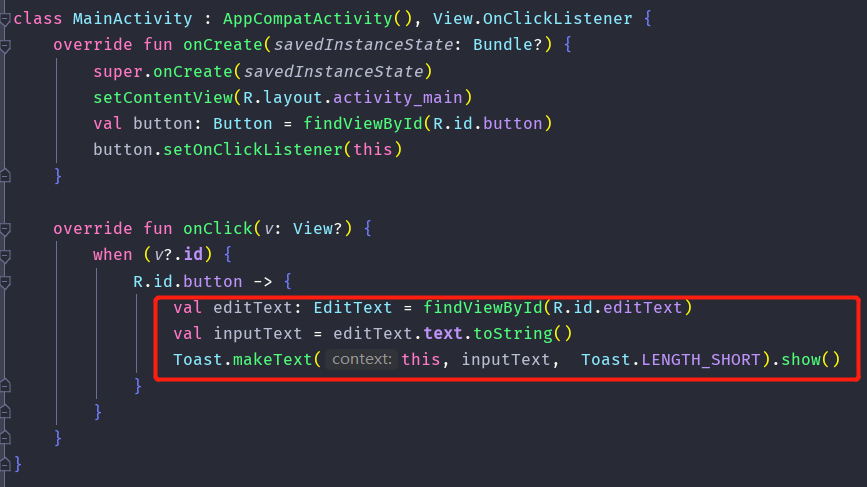 class MainActivity : AppCompatActivity(), View.OnClickListener {
    override fun onCreate(savedInstanceState: Bundle?) {
        super.onCreate(savedInstanceState)
        setContentView(R.layout.activity_main)
        val button: Button = findViewById(R.id.button)
        button.setOnClickListener(this)
    }

    override fun onClick(v: View?) {
        when (v?.id) {
            R.id.button -> {
                val editText: EditText = findViewById(R.id.editText)
                val inputText = editText.text.toString()
                Toast.makeText( context: this, inputText,  Toast.LENGTH_SHORT).show()
            }
        }
    }
}